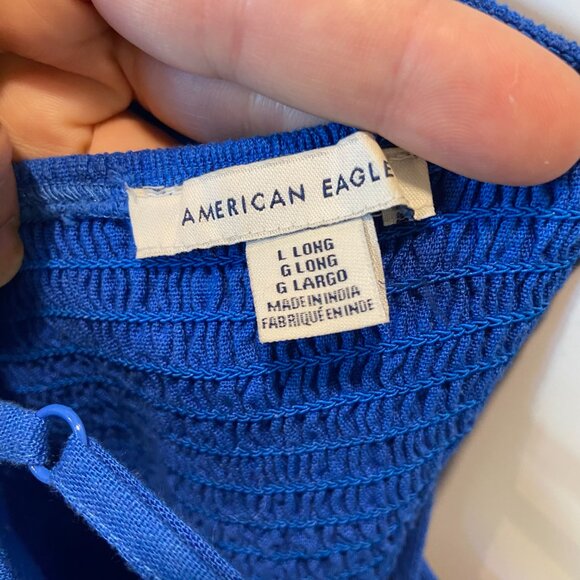 AMERICAN EAGLE
L LONG
G LONG
G LARGO
MADE IN INDIA
FABRIQUÉ EN INDE